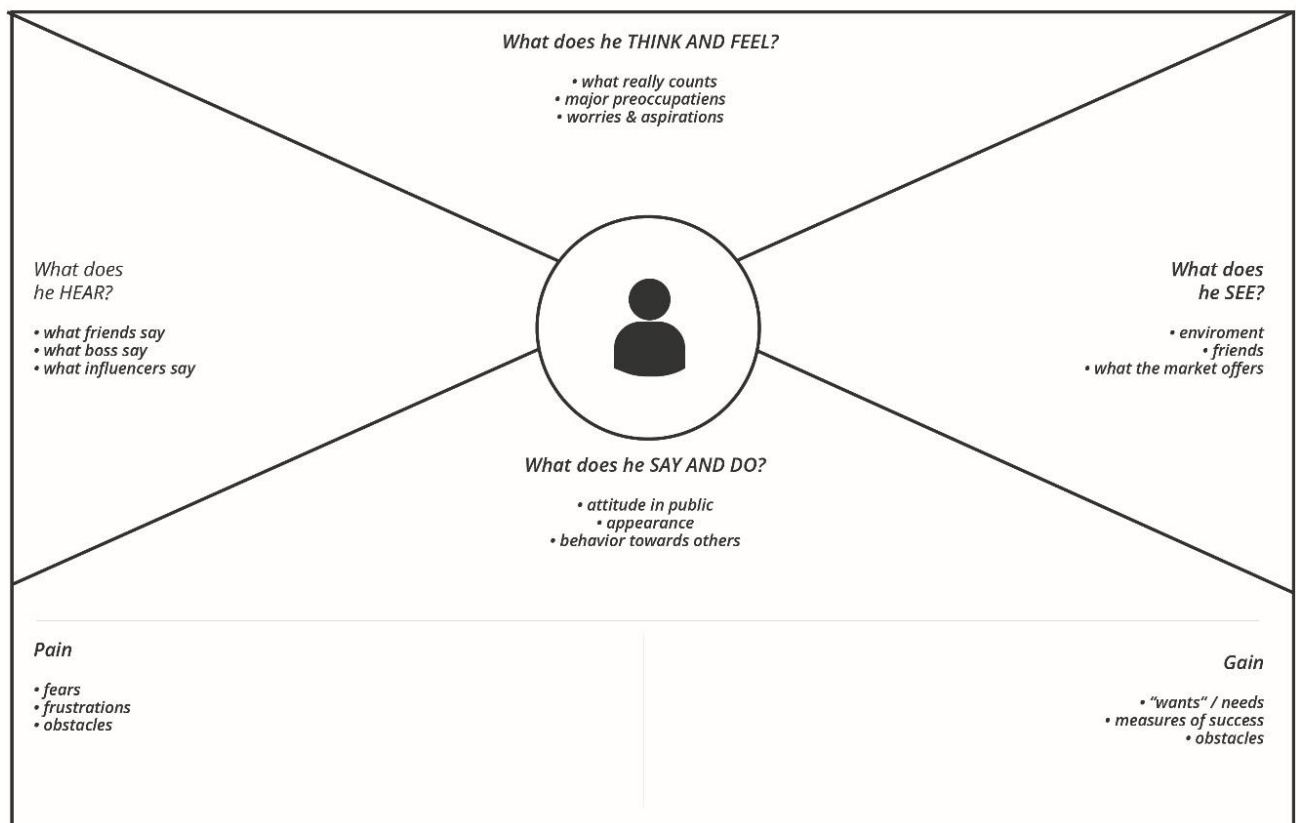 What does he THINK AND FEEL?
• what really counts
• major preoccupatiens
• worries & aspirations
What does
he HEAR?
• what friends say
• what boss say
• what influencers say
What does
he SEE?
• enviroment
• friends
• what the market offers
What does he SAY AND DO?
• attitude in public
• appearance
• behavior towards others
Pain
• fears
• frustrations
• obstacles
Gain
• “wants” / needs
• measures of success
• obstacles